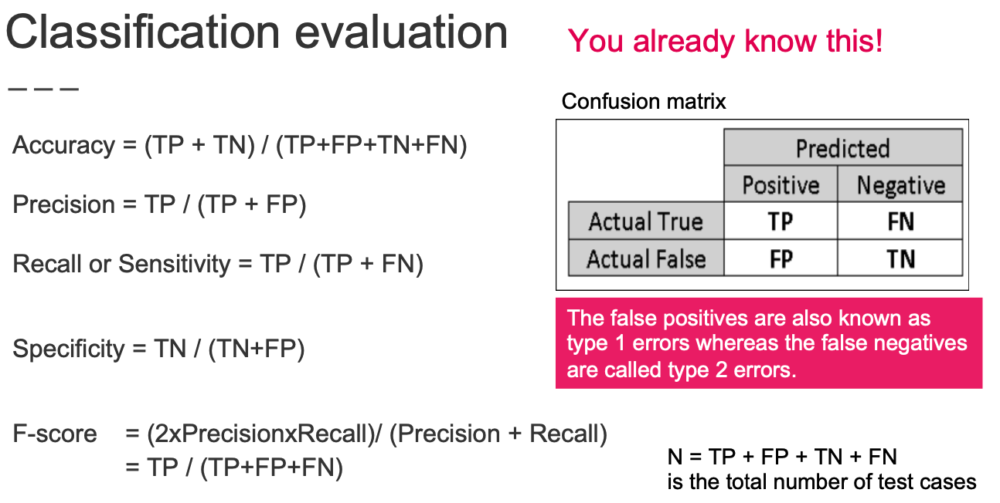 Classification evaluation
You already know this!
Accuracy = (TP + TN) / (TP+FP+TN+FN)
Precision = TP / (TP + FP)
Recall or Sensitivity = TP / (TP + FN)
Specificity = TN / (TN+FP)
F-score = (2xPrecisionxRecall)/ (Precision + Recall)
= TP / (TP+FP+FN)
Confusion matrix
Predicted
Positive Negative
Actual True TP FN
Actual False FP TN
The false positives are also known as
type 1 errors whereas the false negatives
are called type 2 errors.
N = TP + FP + TN + FN
is the total number of test cases